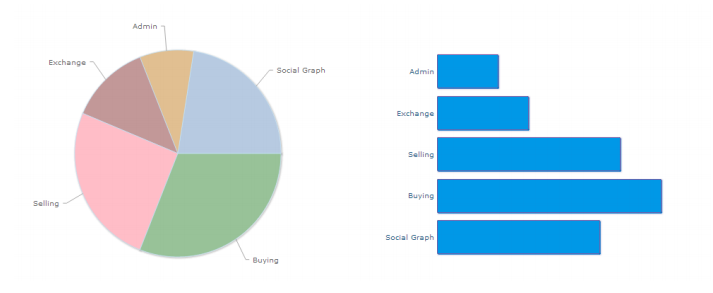 Admin
Exchange
Social Graph
Selling
Buying
Admin
Exchange
Selling
Buying
Social Graph